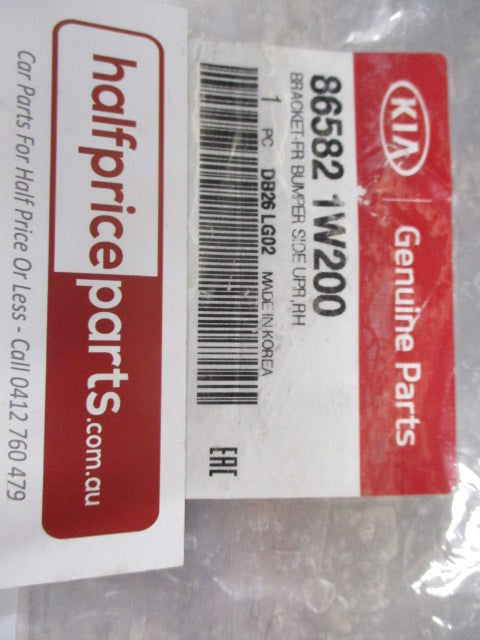 KIA Genuine Parts
86582 1W200
BRACKET-FR BUMPER SIDE UPR,RH
1 PC DB26 LG02 MADE IN KOREA
EAC
halfpriceparts.com.au
Car Parts For Half Price Or Less - Call 0412 760 479